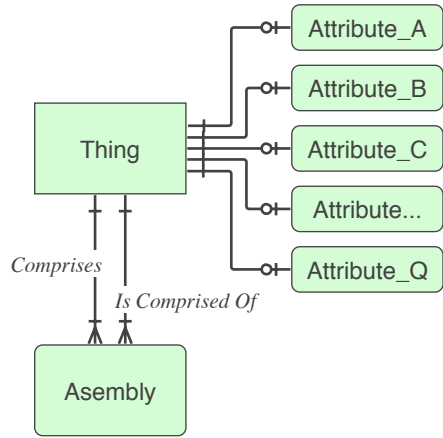 Attribute_A
Attribute_B
Thing
Attribute_C
Attribute...
Attribute_Q
Comprises
Is Comprised Of
Asembly